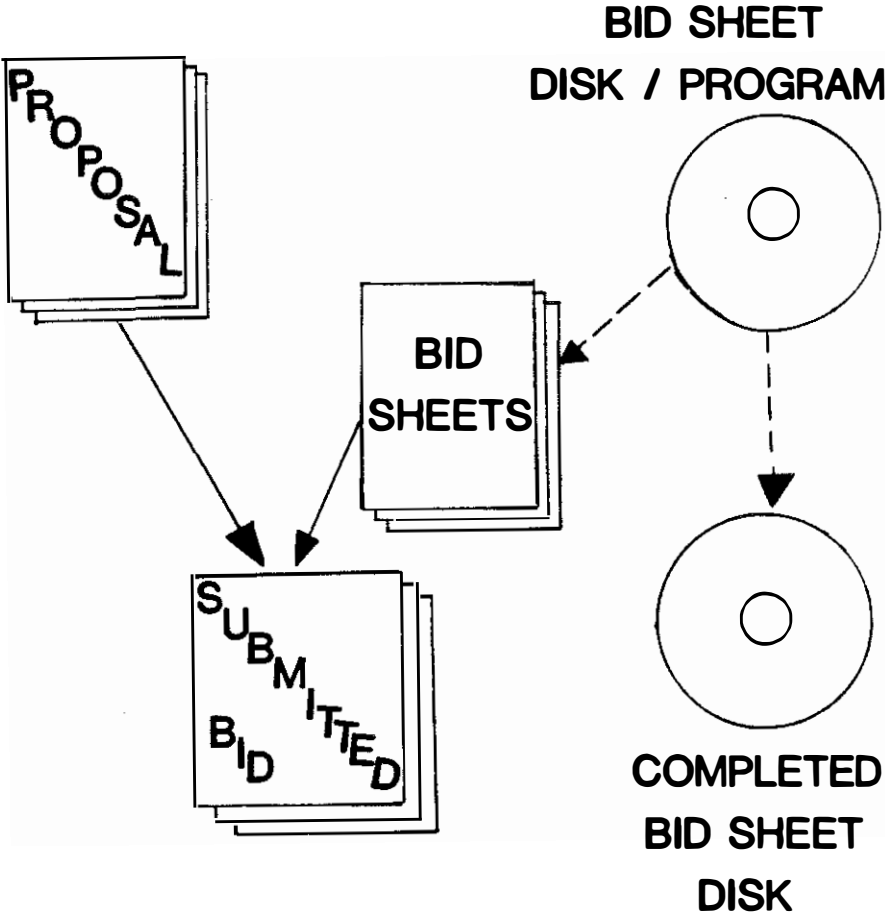 BID SHEET
DISK / PROGRAM
PROPOSAL
BID
SHEETS
SUBMITTED
BID
COMPLETED
BID SHEET
DISK